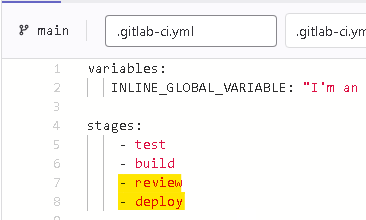 main
.gitlab-ci.yml
.gitlab-ci.ym
1 variables:
2 INLINE_GLOBAL_VARIABLE: "I'm an
3
4 stages:
5 - test
6 - build
7 - review
8 - deploy